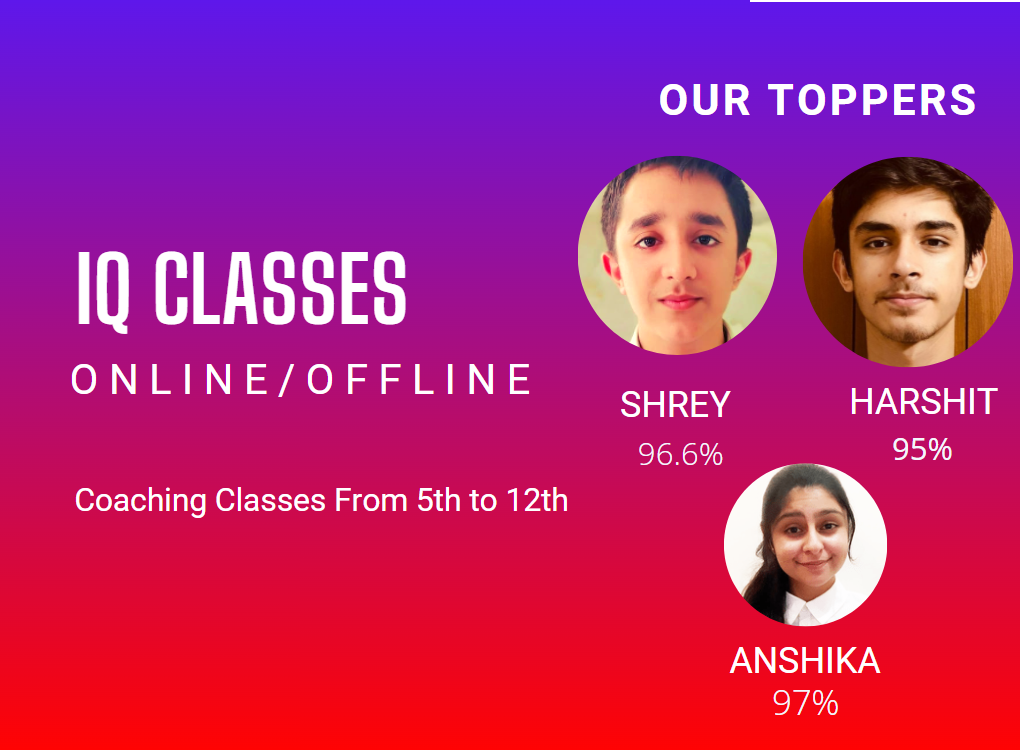 OUR TOPPERS
IQ CLASSES
ONLINE/OFFLINE
Coaching Classes From 5th to 12th
SHREY
96.6%
HARSHIT
95%
ANSHIKA
97%